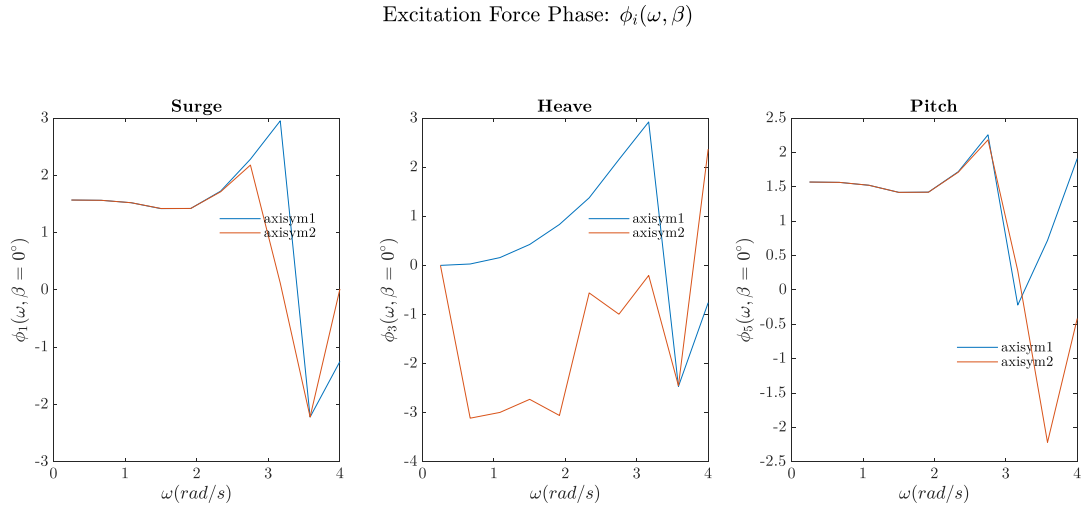 Excitation Force Phase: ϕᵢ(ω, β)
Surge
3
2
1
0
-1
-2
-3
ϕ₁(ω, β = 0°)
axisym1
axisym2
0 1 2 3 4
ω(rad/s)
Heave
3
2
1
0
-1
-2
-3
-4
ϕ₃(ω, β = 0°)
axisym1
axisym2
0 1 2 3 4
ω(rad/s)
Pitch
2.5
2
1.5
1
0.5
0
-0.5
-1
-1.5
-2
-2.5
ϕ₅(ω, β = 0°)
axisym1
axisym2
0 1 2 3 4
ω(rad/s)